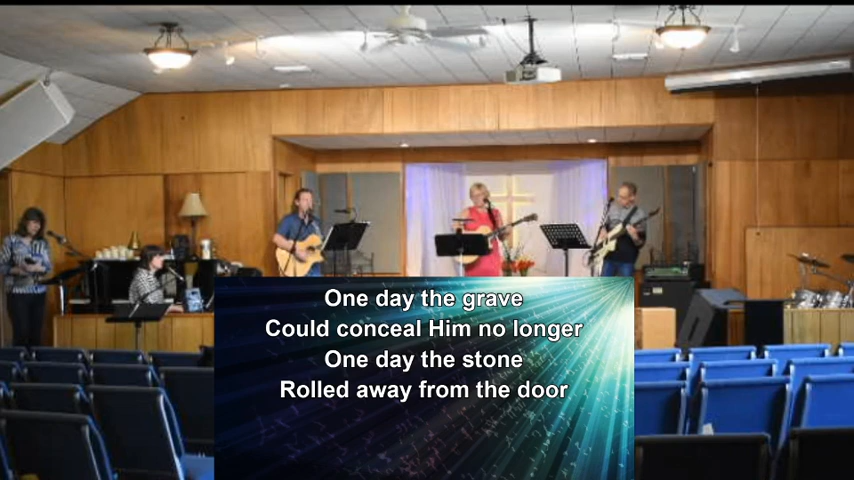 One day the grave
Could conceal Him no longer
One day the stone
Rolled away from the door